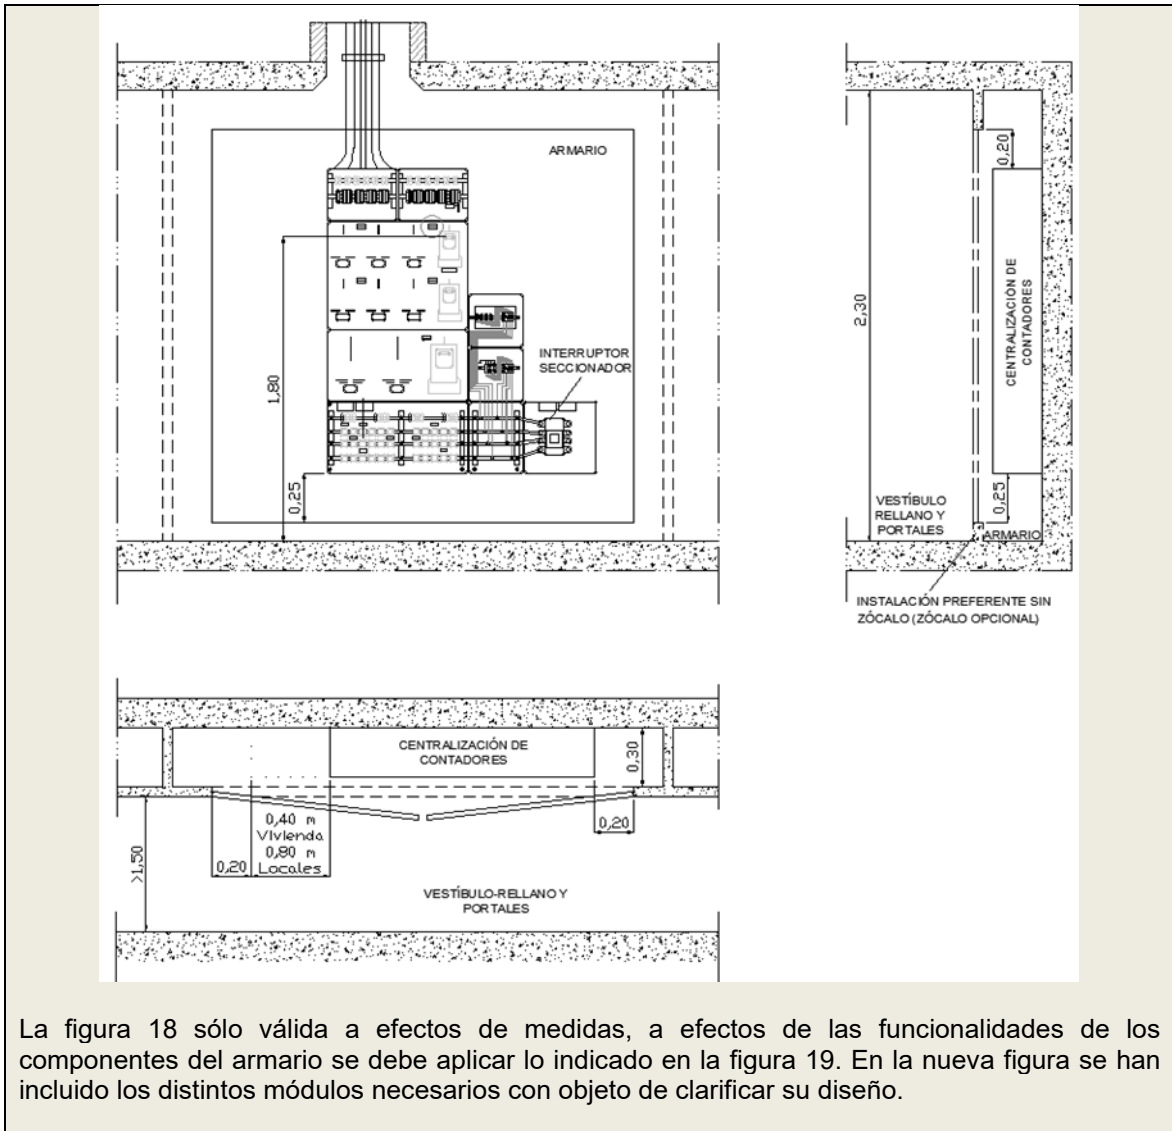 ARMARIO
INTERRUPTOR
SECCIONADOR
1,80
0,25
2,30
0,20
CENTRALIZACIÓN DE
CONTADORES
0,25
VESTÍBULO
RELLANO Y
PORTALES
ARMARIO
INSTALACIÓN PREFERENTE SIN
ZÓCALO (ZÓCALO OPCIONAL)
CENTRALIZACIÓN DE
CONTADORES
0,30
0,40 m
Vivienda
0,80 m
Locales
0,20
0,20
>1,50
VESTÍBULO-RELLANO Y
PORTALES
La figura 18 sólo válida a efectos de medidas, a efectos de las funcionalidades de los
componentes del armario se debe aplicar lo indicado en la figura 19. En la nueva figura se han
incluido los distintos módulos necesarios con objeto de clarificar su diseño.